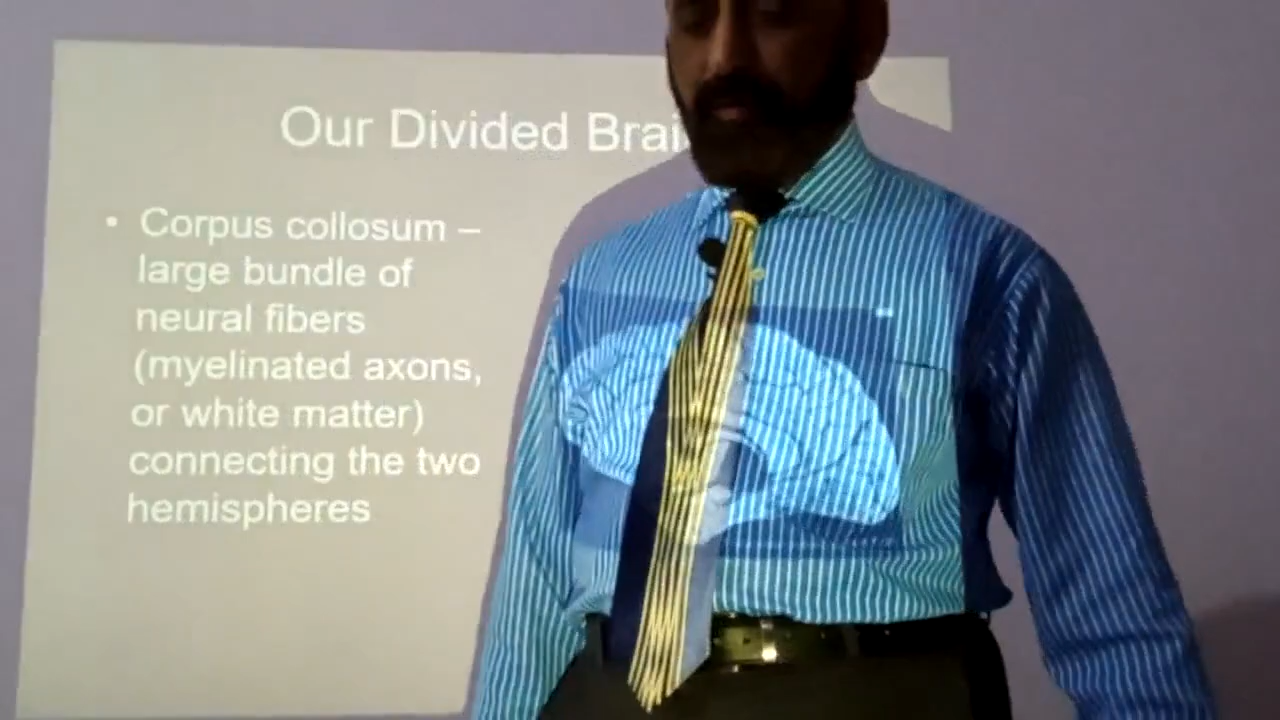 Our Divided Brai
• Corpus collosum –
large bundle of
neural fibers
(myelinated axons,
or white matter)
connecting the two
hemispheres